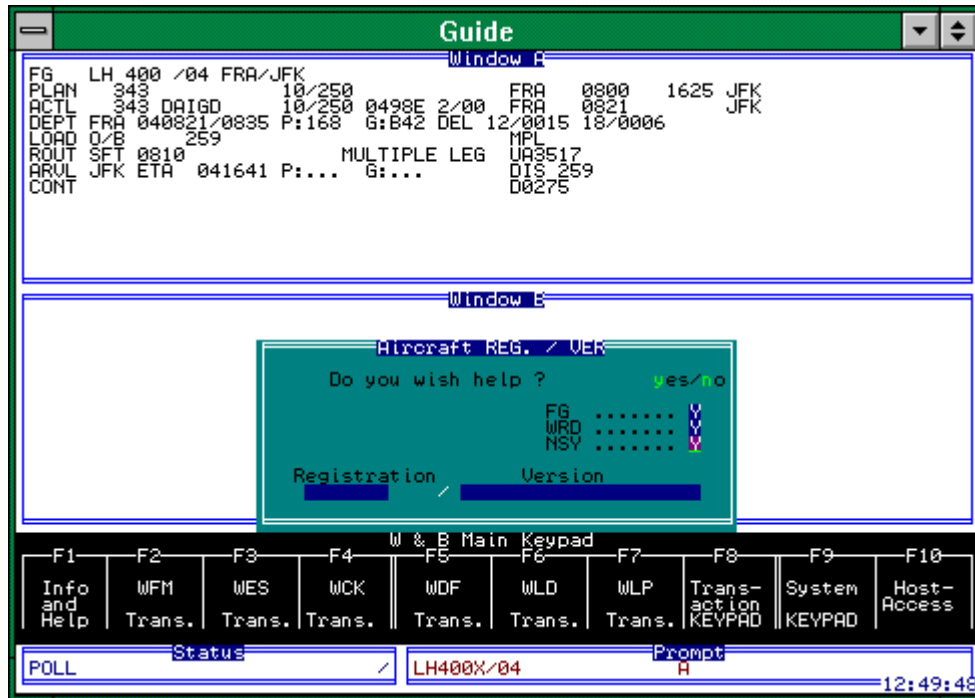 Guide
Window A
FG LH 400 /04 FRA/JFK
PLAN 343 10/250 FRA 0800 1625 JFK
ACTL 343 DAIGD 10/250 0498E 2/00 FRA 0821 JFK
DEPT FRA 040821/0835 P:168 G:B42 DEL 12/0015 18/0006
LOAD O/B 259 MPL
ROUT SFT 0810 MULTIPLE LEG UA3517
ARVL JFK ETA 041641 P:... G:... DIS 259
CONT D0275
Window B
Aircraft REG. / VER
Do you wish help ? yes/no
FG ....... Y
WRD ....... Y
NSY ....... Y
Registration Version
/
W & B Main Keypad
F1 F2 F3 F4 F5 F6 F7 F8 F9 F10
Info WFM WES WCK WDF WLD WLP Trans- System Host-
and action Access
Help Trans. Trans. Trans. Trans. Trans. Trans. KEYPAD KEYPAD
Status Prompt
POLL / LH400X/04 A
12:49:48